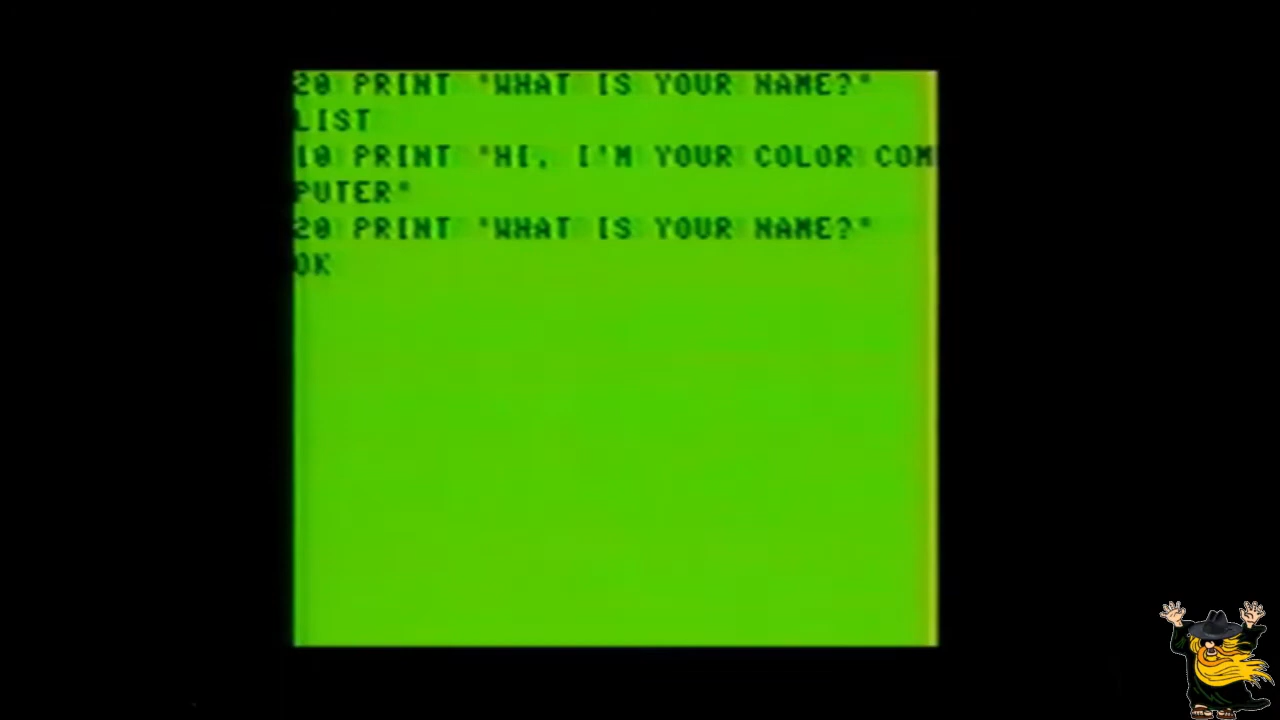 20 PRINT "WHAT IS YOUR NAME?"
LIST
10 PRINT "HI, I'M YOUR COLOR COM
PUTER"
20 PRINT "WHAT IS YOUR NAME?"
OK